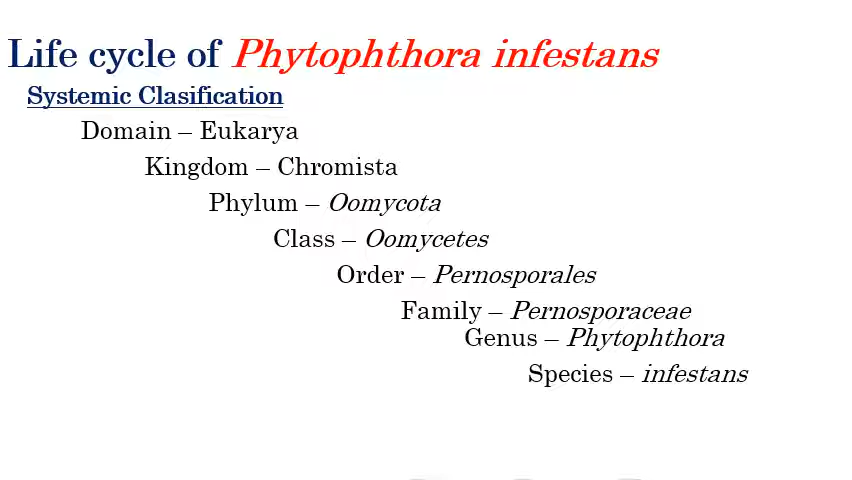 Life cycle of Phytophthora infestans
Systemic Clasification
Domain – Eukarya
Kingdom – Chromista
Phylum – Oomycota
Class – Oomycetes
Order – Pernosporales
Family – Pernosporaceae
Genus – Phytophthora
Species – infestans